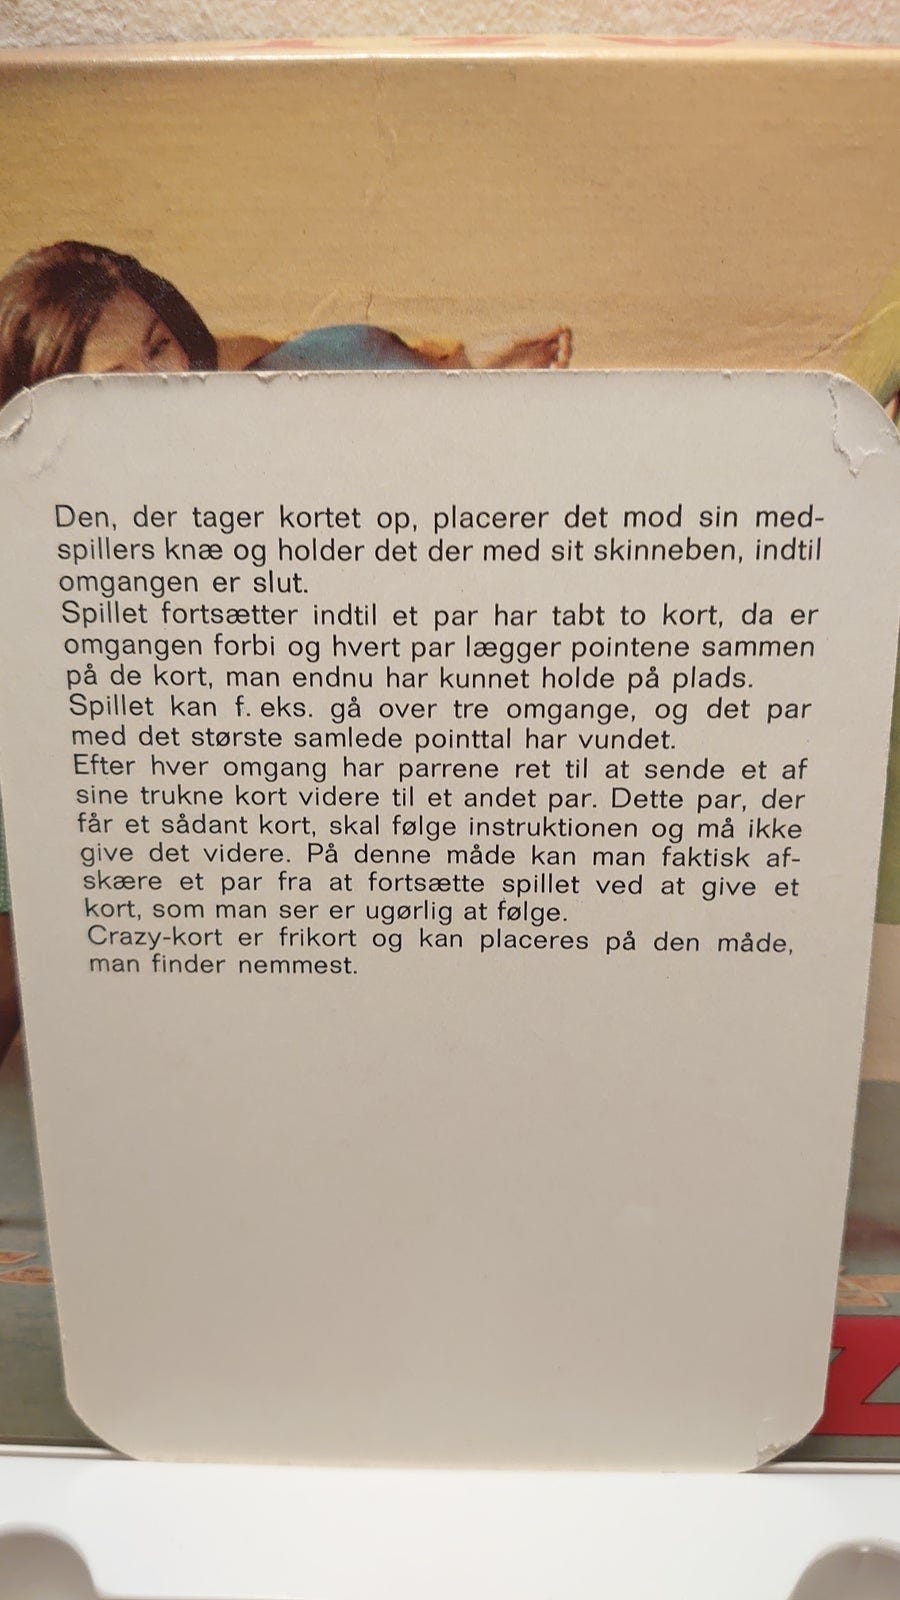 Den, der tager kortet op, placerer det mod sin med-
spillers knæ og holder det der med sit skinneben, indtil
omgangen er slut.
Spillet fortsætter indtil et par har tabt to kort, da er
omgangen forbi og hvert par lægger pointene sammen
på de kort, man endnu har kunnet holde på plads.
Spillet kan f. eks. gå over tre omgange, og det par
med det største samlede pointtal har vundet.
Efter hver omgang har parrene ret til at sende et af
sine trukne kort videre til et andet par. Dette par, der
får et sådant kort, skal følge instruktionen og må ikke
give det videre. På denne måde kan man faktisk af-
skære et par fra at fortsætte spillet ved at give et
kort, som man ser er ugørlig at følge.
Crazy-kort er frikort og kan placeres på den måde,
man finder nemmest.